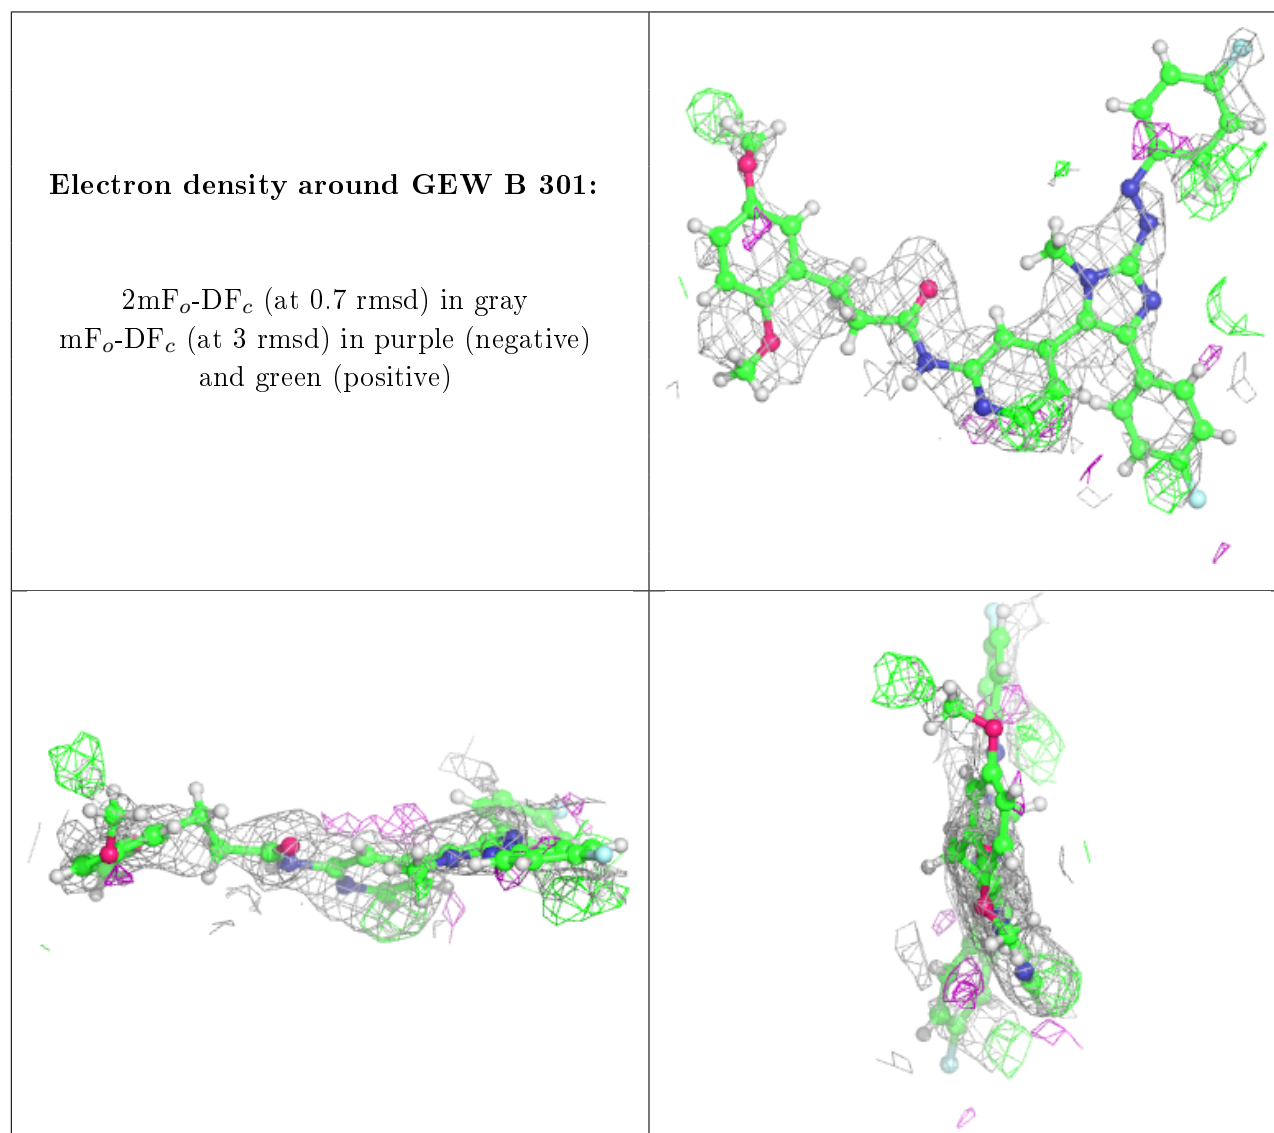 Electron density around GEW B 301:
2mFₒ-DF𝒸 (at 0.7 rmsd) in gray
mFₒ-DF𝒸 (at 3 rmsd) in purple (negative)
and green (positive)